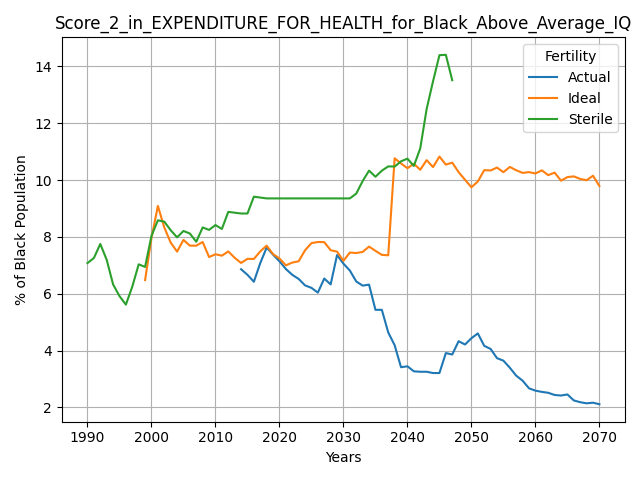 Score_2_in_EXPENDITURE_FOR_HEALTH_for_Black_Above_Average_IQ
Fertility
Actual
Ideal
Sterile
% of Black Population
14
12
10
8
6
4
2
1990 2000 2010 2020 2030 2040 2050 2060 2070
Years